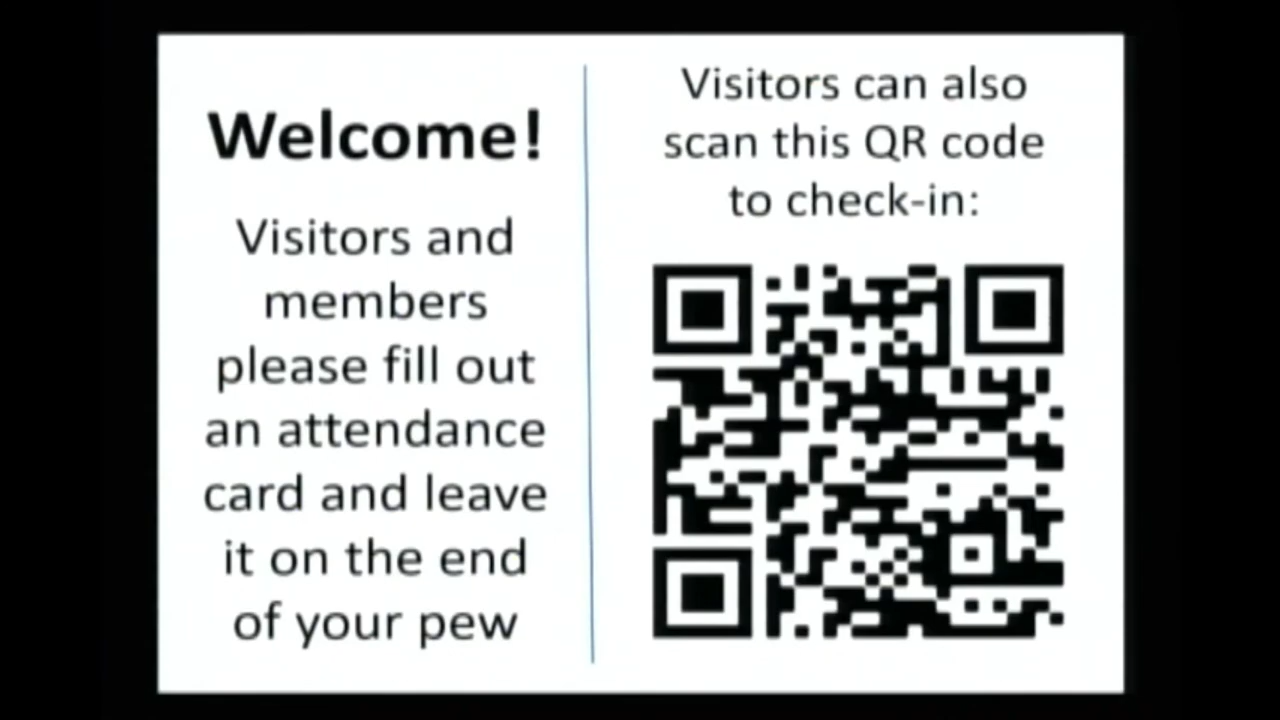 Welcome!
Visitors and
members
please fill out
an attendance
card and leave
it on the end
of your pew
Visitors can also
scan this QR code
to check-in: